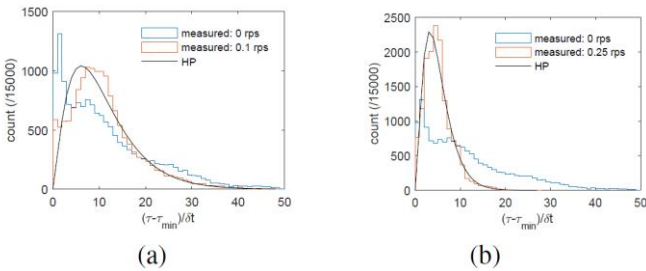 1500
1000
500
0
count (/15000)
measured: 0 rps
measured: 0.1 rps
HP
0 10 20 30 40 50
(τ-τmin)/δt
(a)
2500
2000
1500
1000
500
0
count (/15000)
measured: 0 rps
measured: 0.25 rps
HP
0 10 20 30 40 50
(τ-τmin)/δt
(b)